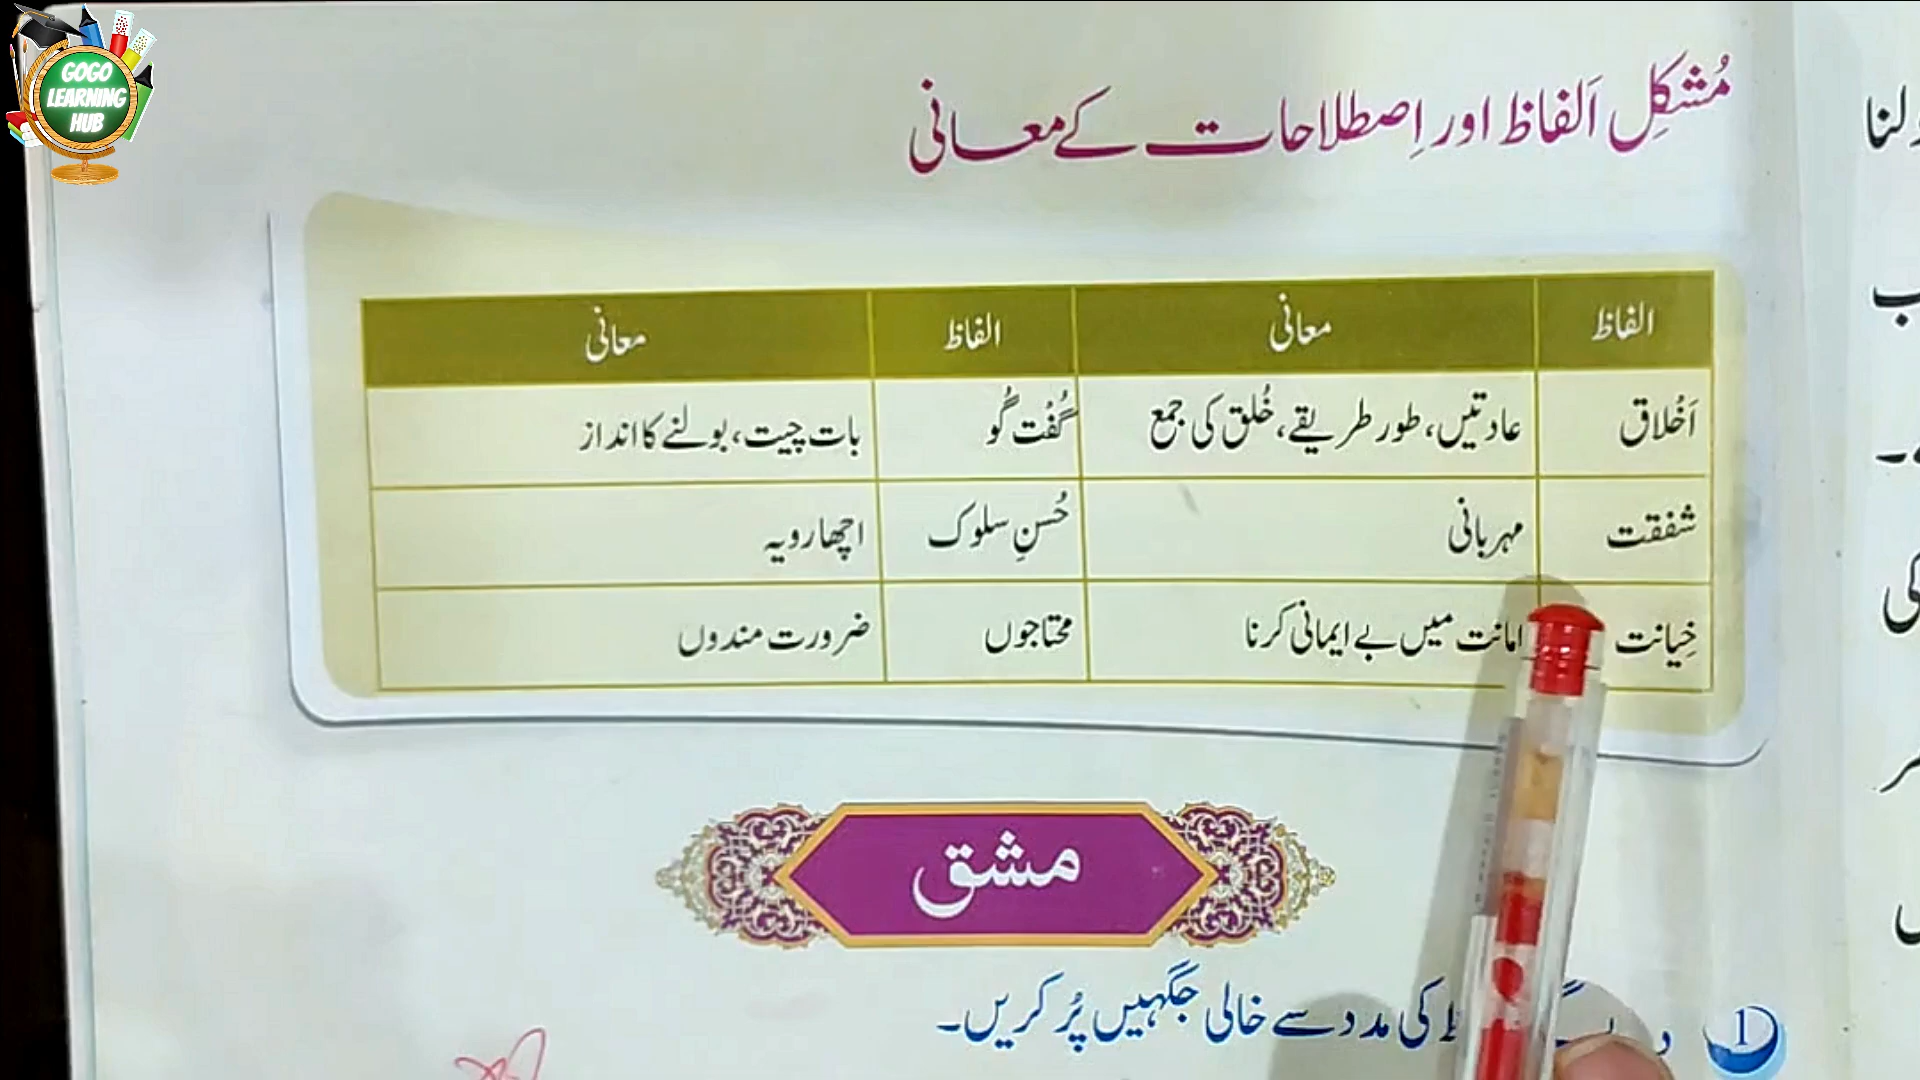 GOGO
LEARNING
HUB
مُشکِل اَلفاظ اور اِصطلاحات کے معانی
الفاظ معانی الفاظ معانی
اَخْلاق عادتیں، طور طریقے، خُلق کی جمع گُفْت گُو بات چیت، بولنے کا انداز
شفقت مہربانی حُسنِ سلوک اچھا رویہ
خِیانت امانت میں بے ایمانی کرنا محتاجوں ضرورت مندوں
مشق
1 کی مدد سے خالی جگہیں پُر کریں۔